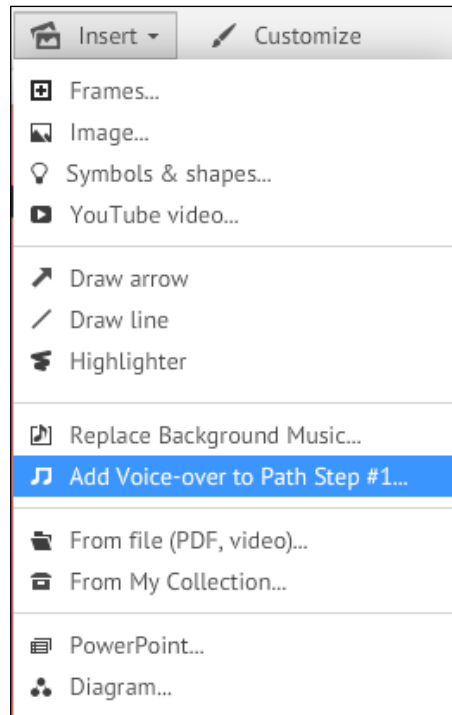 Insert Customize
Frames...
Image...
Symbols & shapes...
YouTube video...
Draw arrow
Draw line
Highlighter
Replace Background Music...
Add Voice-over to Path Step #1...
From file (PDF, video)...
From My Collection...
PowerPoint...
Diagram...